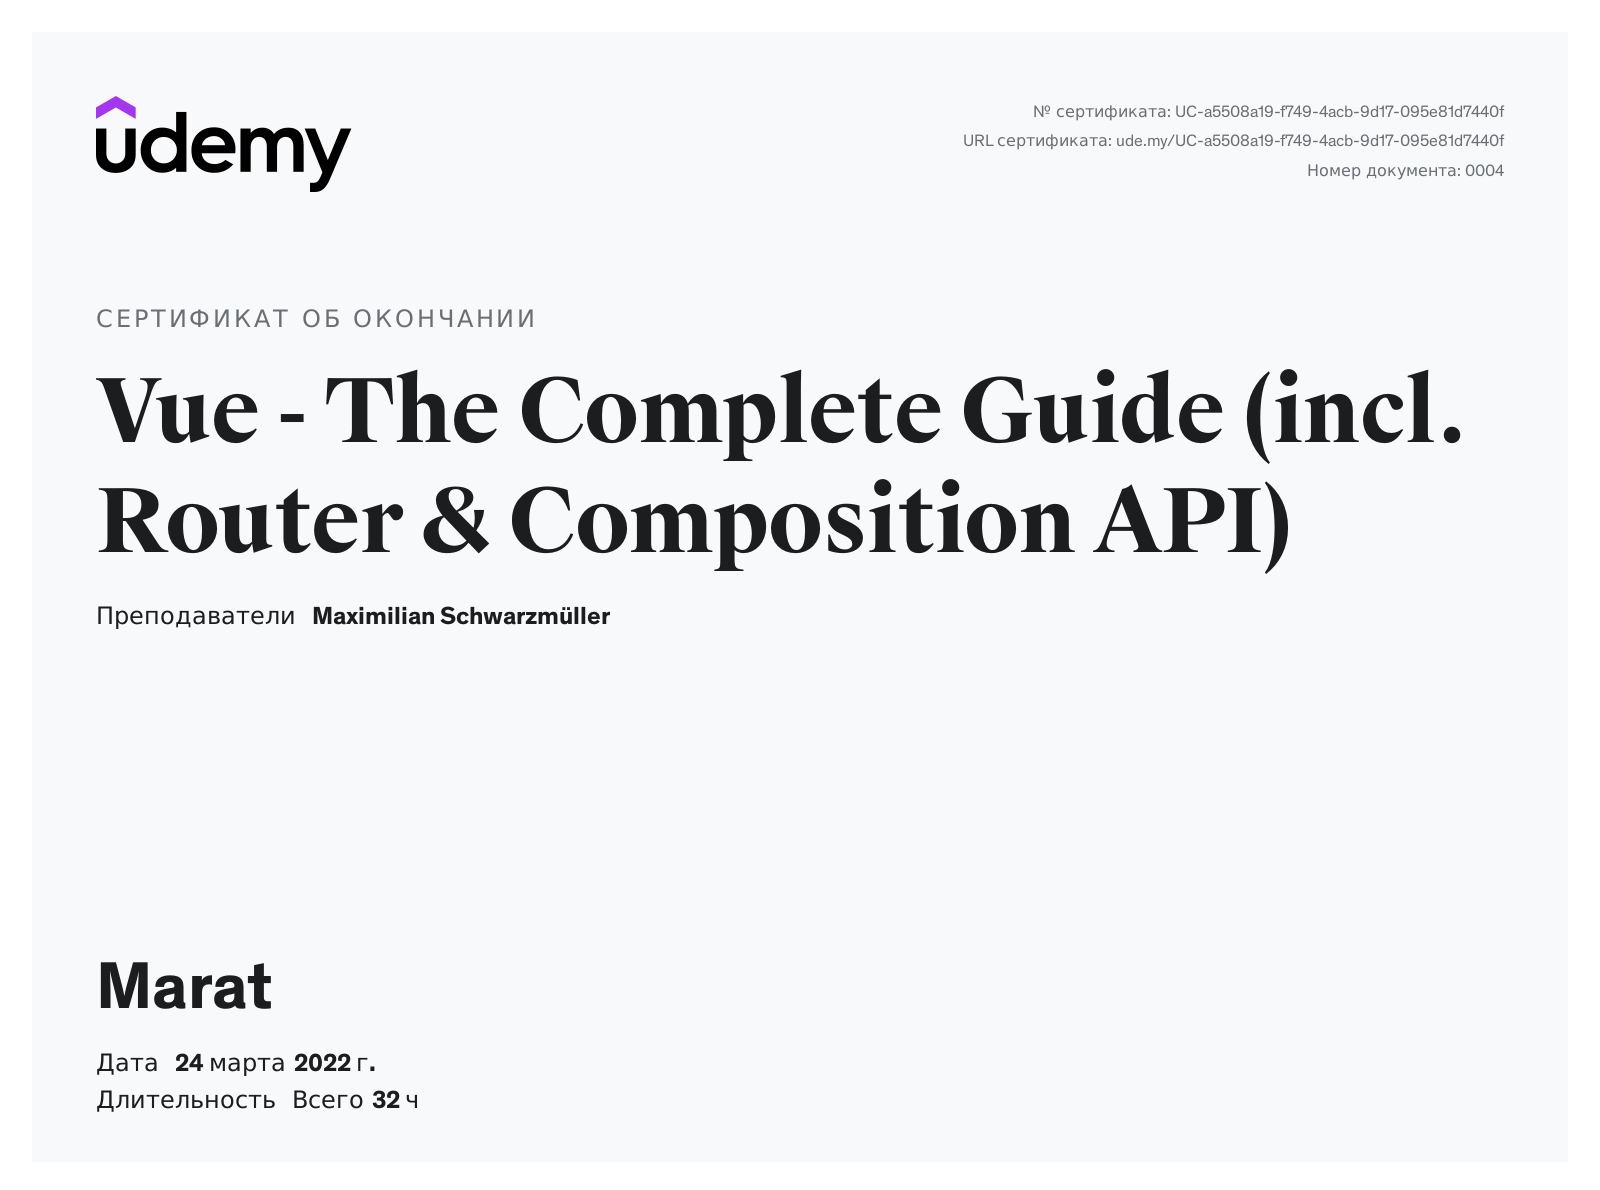 udemy
№ сертификата: UC-a5508a19-f749-4acb-9d17-095e81d7440f
URL сертификата: ude.my/UC-a5508a19-f749-4acb-9d17-095e81d7440f
Номер документа: 0004
СЕРТИФИКАТ ОБ ОКОНЧАНИИ
Vue - The Complete Guide (incl.
Router & Composition API)
Преподаватели Maximilian Schwarzmüller
Marat
Дата 24 марта 2022 г.
Длительность Всего 32 ч